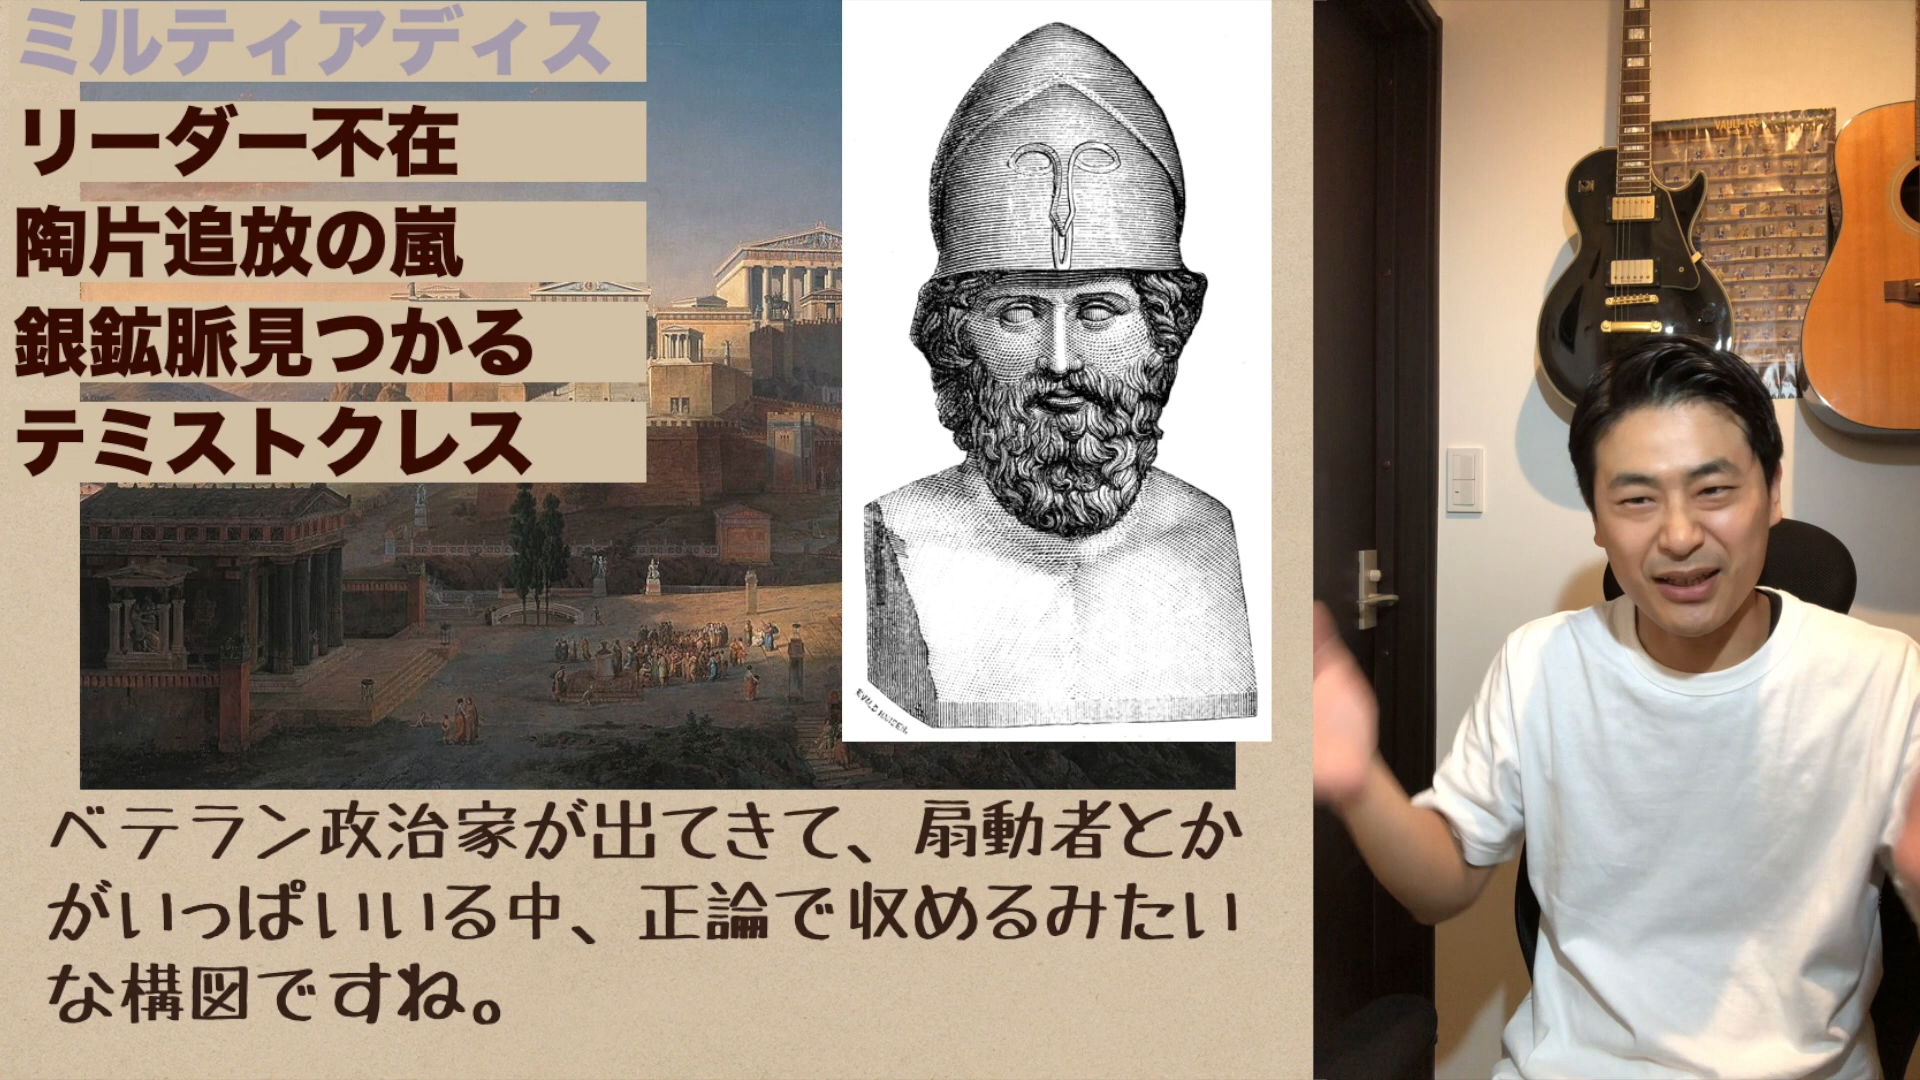 ミルティアディス
リーダー不在
陶片追放の嵐
銀鉱脈見つかる
テミストクレス
ベテラン政治家が出てきて、扇動者とか
がいっぱいいる中、正論で収めるみたい
な構図ですね。